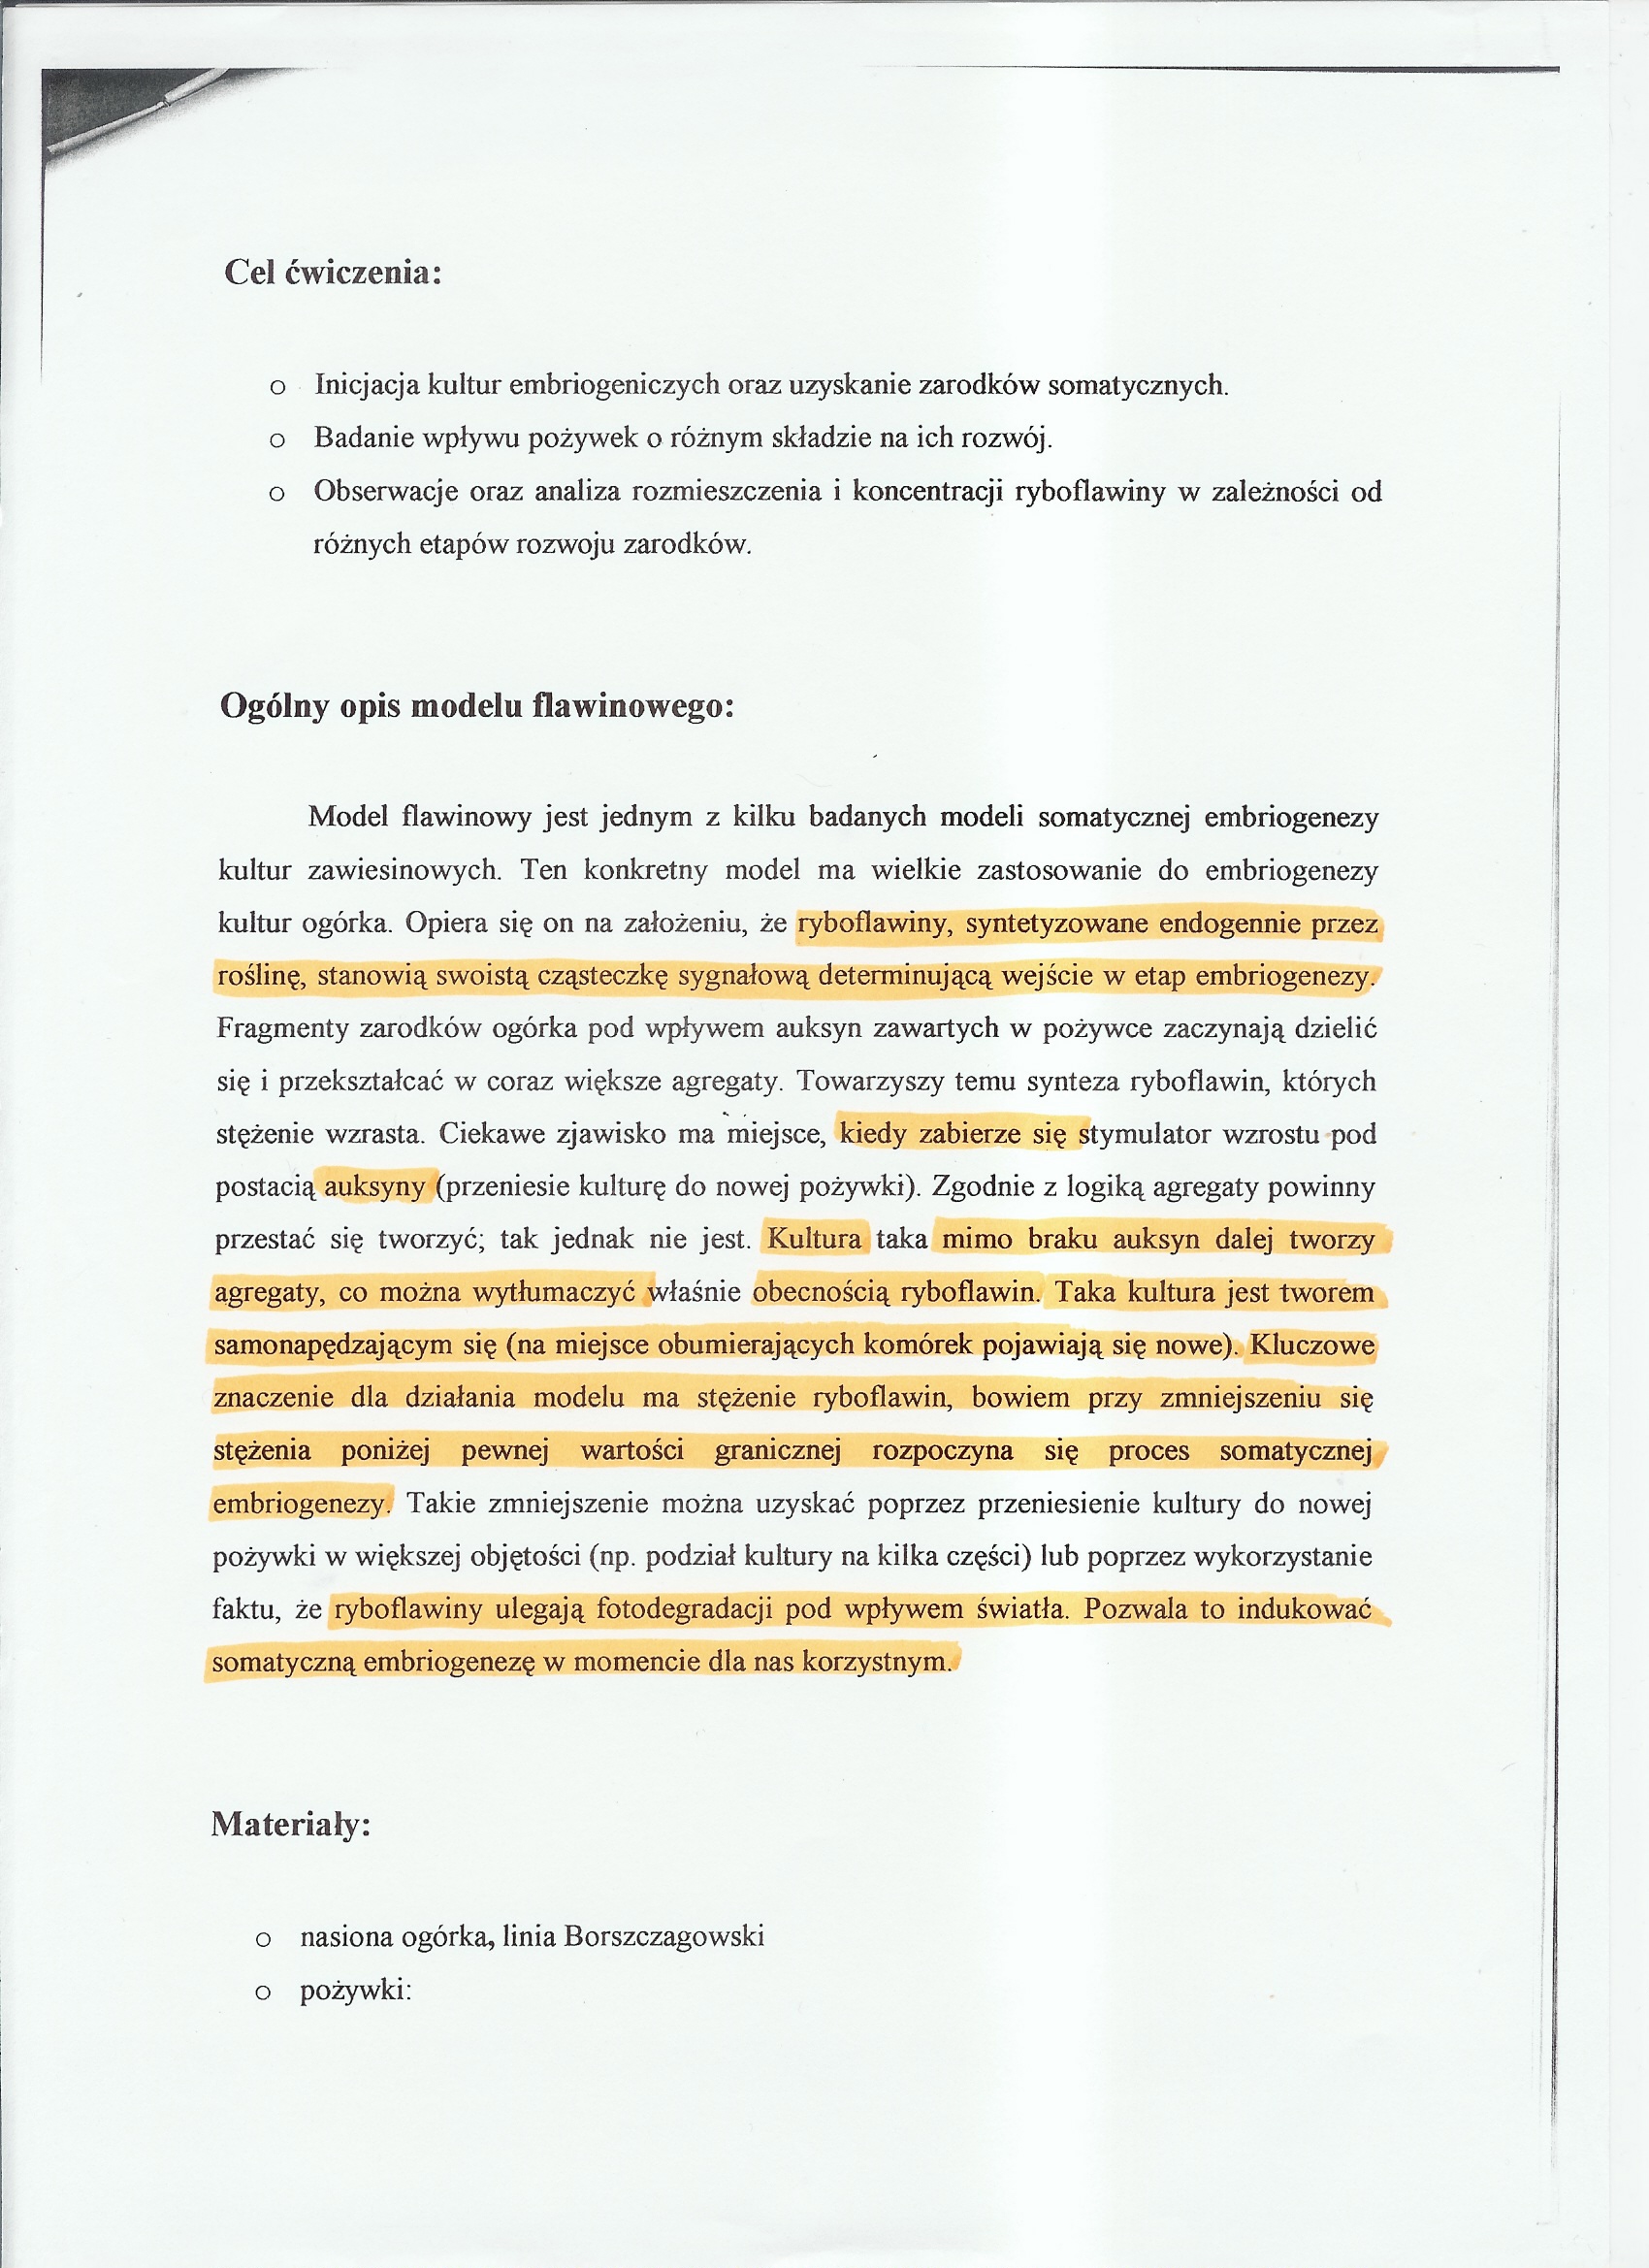 Cel ćwiczenia:
o Inicjacja kultur embriogeniczych oraz uzyskanie zarodków somatycznych.
o Badanie wpływu pożywek o różnym składzie na ich rozwój.
o Obserwacje oraz analiza rozmieszczenia i koncentracji ryboflawiny w zależności od
różnych etapów rozwoju zarodków.
Ogólny opis modelu flawinowego:
Model flawinowy jest jednym z kilku badanych modeli somatycznej embriogenezy
kultur zawiesinowych. Ten konkretny model ma wielkie zastosowanie do embriogenezy
kultur ogórka. Opiera się on na założeniu, że ryboflawiny, syntetyzowane endogennie przez
roślinę, stanowią swoistą cząsteczkę sygnałową determinującą wejście w etap embriogenezy.
Fragmenty zarodków ogórka pod wpływem auksyn zawartych w pożywce zaczynają dzielić
się i przekształcać w coraz większe agregaty. Towarzyszy temu synteza ryboflawin, których
stężenie wzrasta. Ciekawe zjawisko ma miejsce, kiedy zabierze się stymulator wzrostu pod
postacią auksyny (przeniesie kulturę do nowej pożywki). Zgodnie z logiką agregaty powinny
przestać się tworzyć; tak jednak nie jest. Kultura taka mimo braku auksyn dalej tworzy
agregaty, co można wytłumaczyć właśnie obecnością ryboflawin. Taka kultura jest tworem
samonapędzającym się (na miejsce obumierających komórek pojawiają się nowe). Kluczowe
znaczenie dla działania modelu ma stężenie ryboflawin, bowiem przy zmniejszeniu się
stężenia poniżej pewnej wartości granicznej rozpoczyna się proces somatycznej
embriogenezy. Takie zmniejszenie można uzyskać poprzez przeniesienie kultury do nowej
pożywki w większej objętości (np. podział kultury na kilka części) lub poprzez wykorzystanie
faktu, że ryboflawiny ulegają fotodegradacji pod wpływem światła. Pozwala to indukować
somatyczną embriogenezę w momencie dla nas korzystnym.
Materiały:
o nasiona ogórka, linia Borszczagowski
o pożywki: